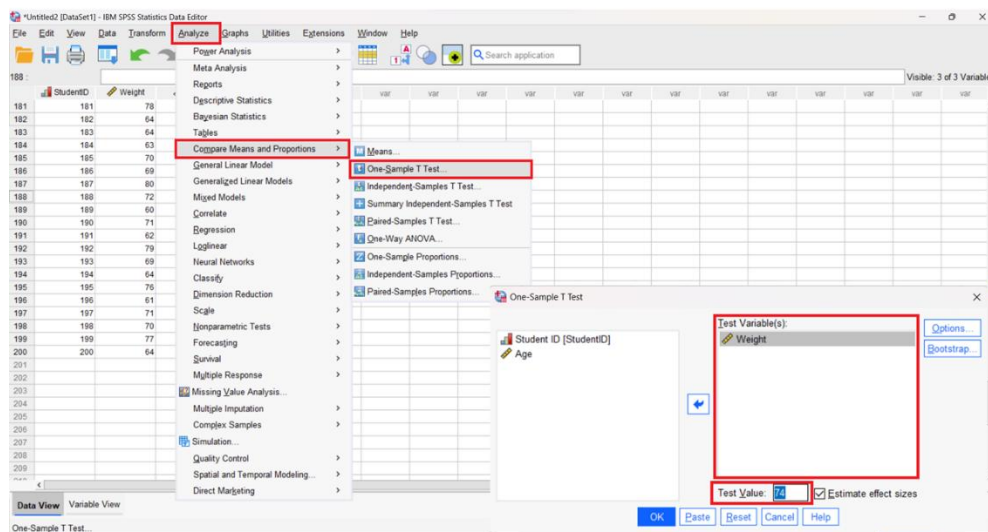 *Untitled2 [DataSet1] - IBM SPSS Statistics Data Editor
File Edit View Data Transform Analyze Graphs Utilities Extensions Window Help
Search application
188 :
Visible: 3 of 3 Variable
StudentID Weight
var var var var var var var var var var var var var
181 181 78
182 182 64
183 183 64
184 184 63
185 185 70
186 186 69
187 187 80
188 188 72
189 189 60
190 190 71
191 191 62
192 192 79
193 193 69
194 194 64
195 195 76
196 196 61
197 197 71
198 198 70
199 199 77
200 200 64
201
202
203
204
205
206
207
208
209
Power Analysis
Meta Analysis
Reports
Descriptive Statistics
Bayesian Statistics
Tables
Compare Means and Proportions
General Linear Model
Generalized Linear Models
Mixed Models
Correlate
Regression
Loglinear
Neural Networks
Classify
Dimension Reduction
Scale
Nonparametric Tests
Forecasting
Survival
Multiple Response
Missing Value Analysis...
Multiple Imputation
Complex Samples
Simulation...
Quality Control
Spatial and Temporal Modeling...
Direct Marketing
Means...
One-Sample T Test...
Independent-Samples T Test...
Summary Independent-Samples T Test
Paired-Samples T Test...
One-Way ANOVA...
One-Sample Proportions...
Independent-Samples Proportions...
Paired-Samples Proportions...
One-Sample T Test
Student ID [StudentID]
Age
Test Variable(s):
Weight
Options...
Bootstrap...
Test Value: 74
Estimate effect sizes
OK Paste Reset Cancel Help
Data View Variable View
One-Sample T Test...